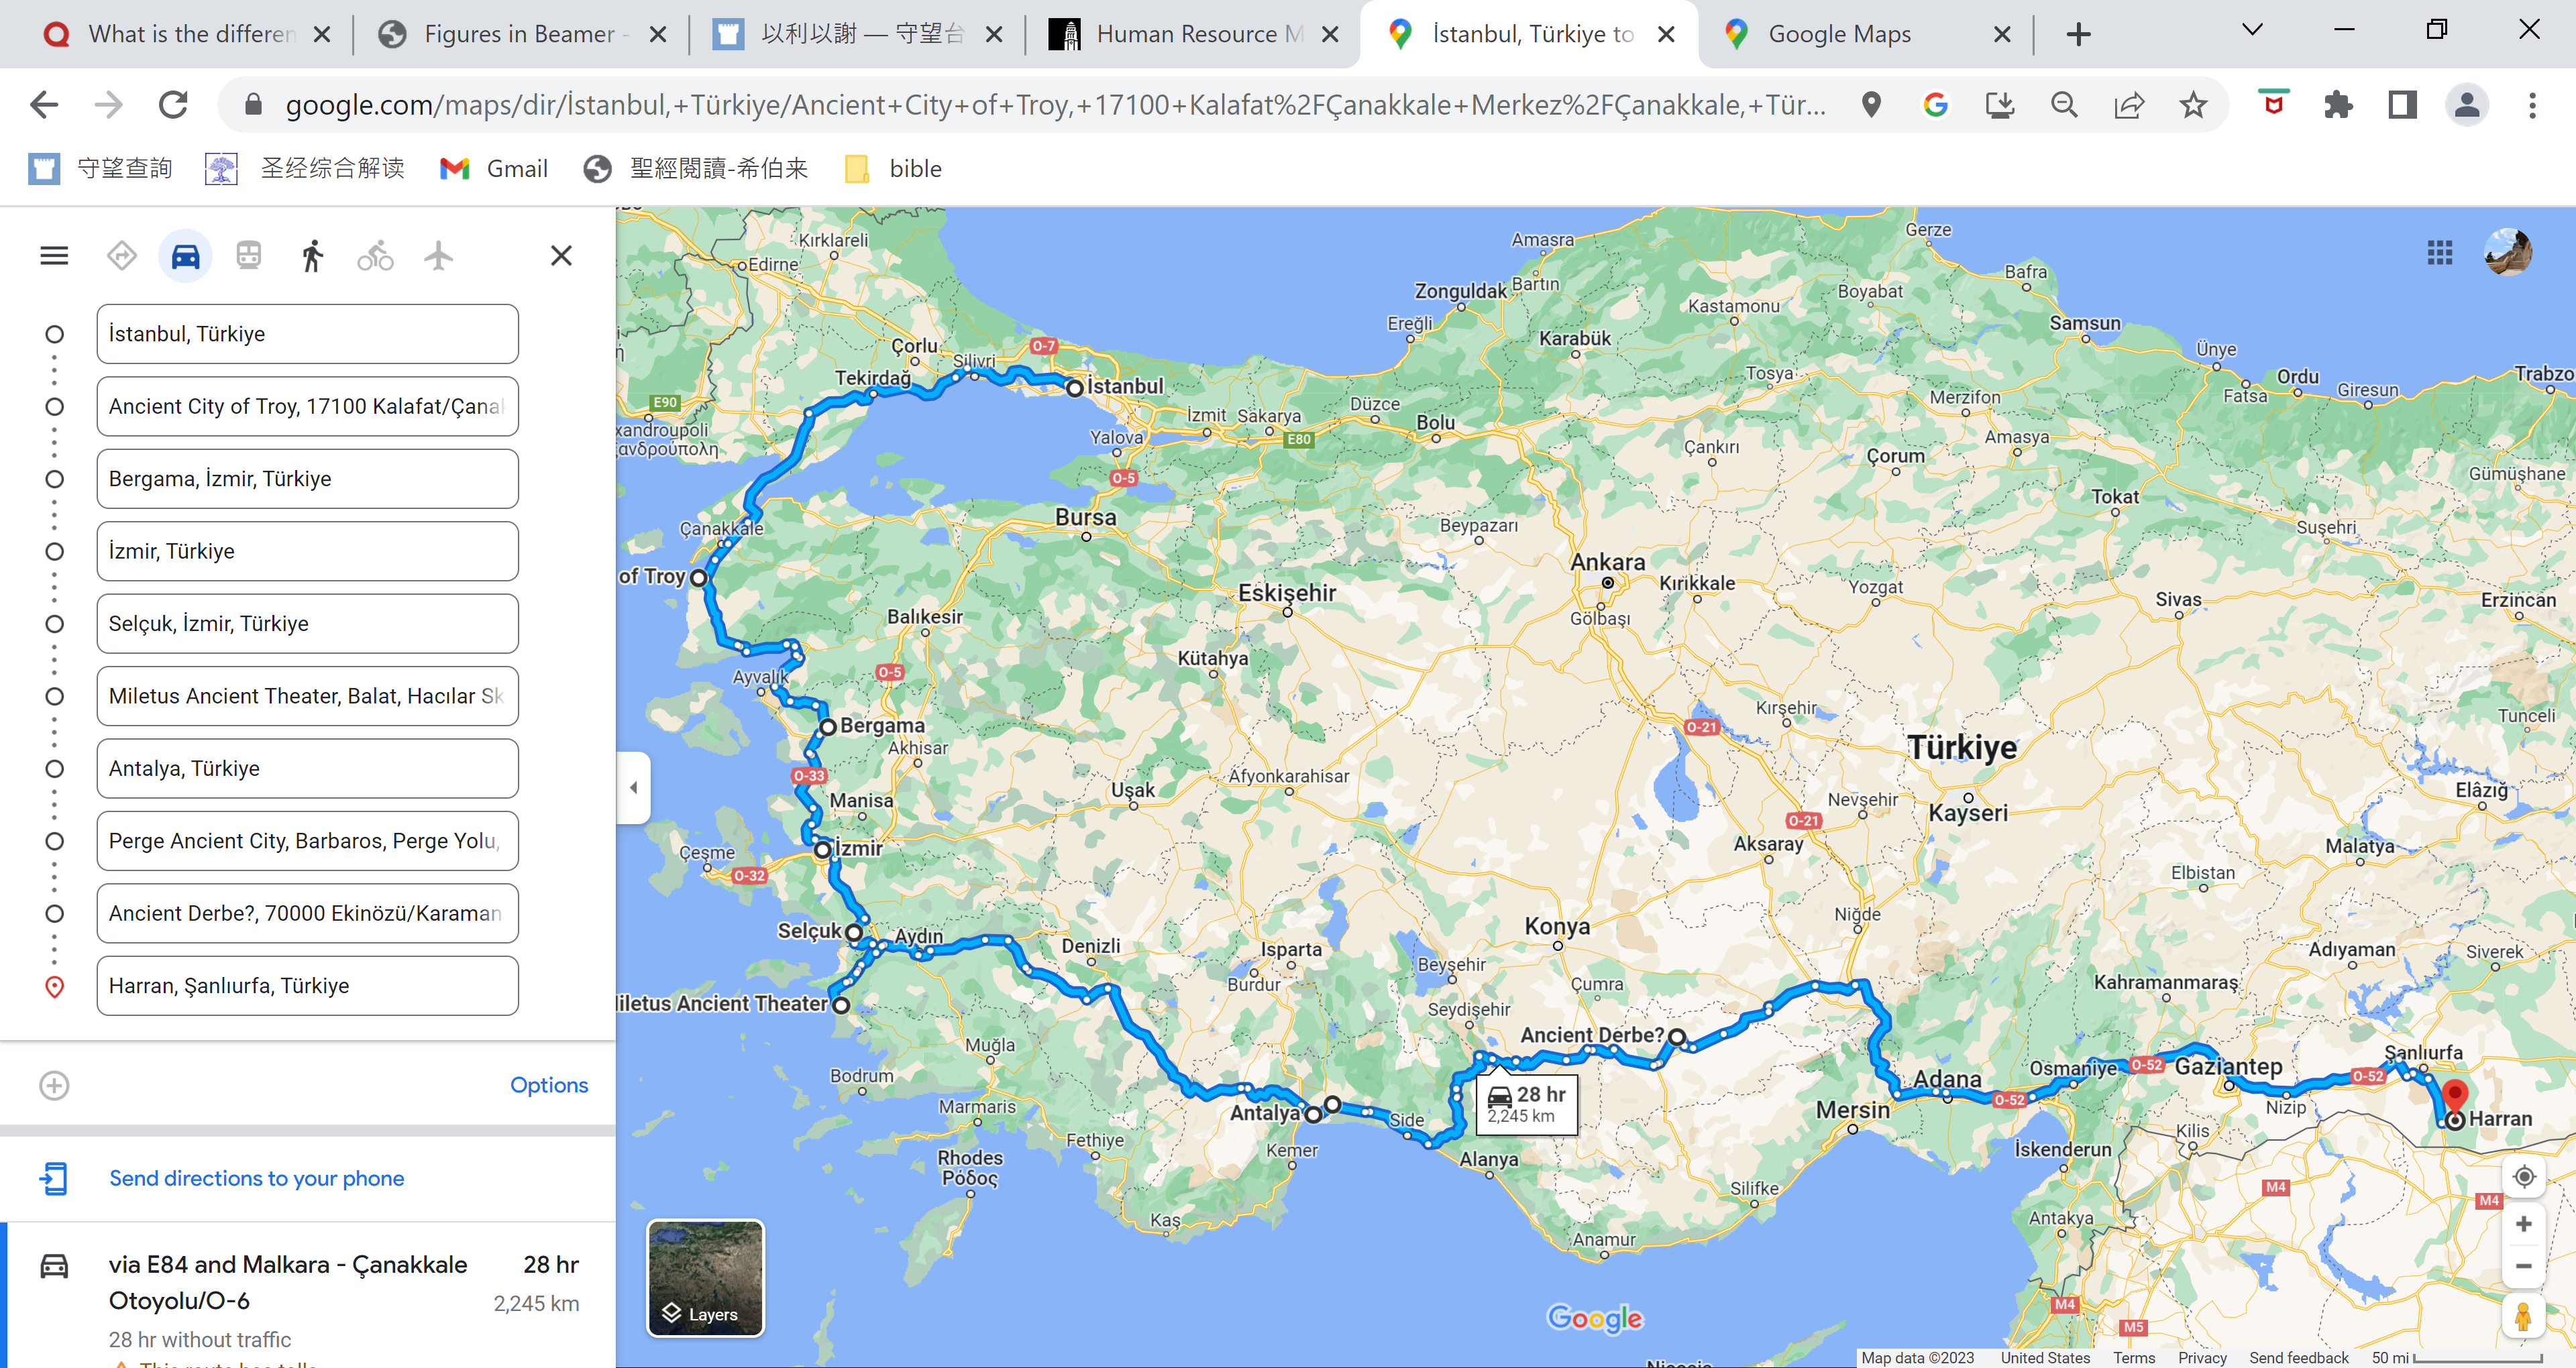 What is the differen
Figures in Beamer -
以利以謝 — 守望台
Human Resource M
İstanbul, Türkiye to
Google Maps
google.com/maps/dir/İstanbul,+Türkiye/Ancient+City+of+Troy,+17100+Kalafat%2FÇanakkale+Merkez%2FÇanakkale,+Tür...
守望查詢
圣经综合解读
Gmail
聖經閱讀-希伯来
bible
İstanbul, Türkiye
Ancient City of Troy, 17100 Kalafat/Çanak
Bergama, İzmir, Türkiye
İzmir, Türkiye
Selçuk, İzmir, Türkiye
Miletus Ancient Theater, Balat, Hacılar Sk
Antalya, Türkiye
Perge Ancient City, Barbaros, Perge Yolu,
Ancient Derbe?, 70000 Ekinözü/Karaman
Harran, Şanlıurfa, Türkiye
Options
Send directions to your phone
via E84 and Malkara - Çanakkale
Otoyolu/O-6
28 hr
2,245 km
28 hr without traffic
This route has tolls.
Kırklareli
Edirne
Amasra
Bartın
Zonguldak
Ereğli
Gerze
Bafra
Kastamonu
Boyabat
Karabük
Samsun
Çorlu
Silivri
O-7
Tekirdağ
İstanbul
Ünye
Ordu
Fatsa
Giresun
Trabzo
Tosya
Merzifon
E90
xandroupoli
ανδρούπολη
İzmit
Sakarya
Düzce
Bolu
E80
Yalova
O-5
Çankırı
Çorum
Amasya
Gümüşhane
Tokat
Suşehri
Çanakkale
Bursa
Beypazarı
of Troy
Ankara
Kırıkkale
Gölbaşı
Yozgat
Sivas
Erzincan
Eskişehir
Balıkesir
Kütahya
O-5
Ayvalık
Bergama
Akhisar
O-21
Kırşehir
Türkiye
Tunceli
O-33
Manisa
Uşak
Afyonkarahisar
Nevşehir
O-21
Kayseri
Elâzığ
Çeşme
O-32
İzmir
Aksaray
Malatya
Elbistan
Niğde
Selçuk
Aydın
Denizli
Isparta
Burdur
Konya
Beyşehir
Çumra
Adıyaman
Siverek
Kahramanmaraş
iletus Ancient Theater
Seydişehir
Ancient Derbe?
Muğla
Bodrum
Marmaris
Fethiye
Antalya
Side
28 hr
2,245 km
Kemer
Alanya
Mersin
Adana
O-52
Osmaniye
O-52
Gaziantep
Nizip
O-52
Şanlıurfa
Harran
Kilis
İskenderun
Rhodes
Ρόδος
Kaş
Silifke
Anamur
Antakya
M4
M4
M4
M5
Layers
Google
Map data ©2023
United States
Terms
Privacy
Send feedback
50 mi